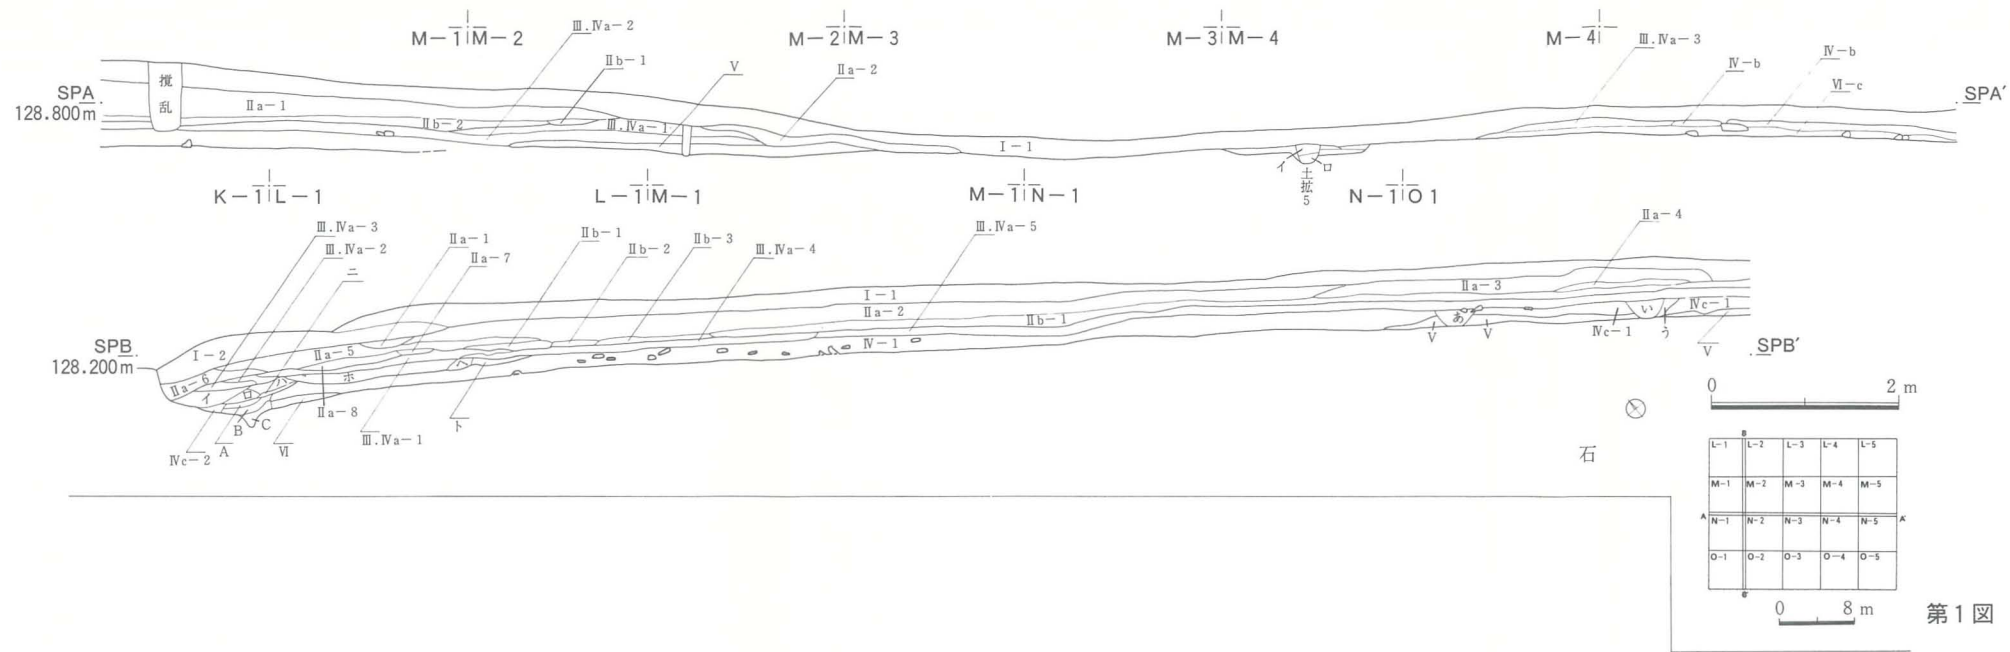 M-1 M-2
M-2 M-3
M-3 M-4
M-4
Ⅲ.Ⅳa-2
Ⅱb-1
Ⅴ
Ⅱa-2
Ⅲ.Ⅳa-3
Ⅳ-b
Ⅳ-b
Ⅵ-c
SPA
128.800m
SPA′
攪乱
Ⅱa-1
Ⅱb-2
Ⅲ.Ⅳa-1
Ⅰ-1
イ
ロ
土拡5
K-1 L-1
L-1 M-1
M-1 N-1
N-1 O1
Ⅲ.Ⅳa-3
Ⅲ.Ⅳa-2
ニ
Ⅱa-1
Ⅱa-7
Ⅱb-1
Ⅱb-2
Ⅱb-3
Ⅲ.Ⅳa-4
Ⅲ.Ⅳa-5
Ⅱa-4
Ⅰ-1
Ⅱa-3
Ⅱa-2
Ⅱb-1
Ⅳ-1
Ⅳc-1
SPB
128.200m
SPB′
Ⅰ-2
Ⅱa-5
Ⅱa-6
イ
ロ
ハ
ホ
ヘ
あ
い
う
Ⅴ
Ⅴ
Ⅳc-1
Ⅴ
Ⅱa-8
B
C
Ⅳc-2
A
Ⅵ
Ⅲ.Ⅳa-1
ト
石
0 2 m
B
L-1 L-2 L-3 L-4 L-5
M-1 M-2 M-3 M-4 M-5
A A′
N-1 N-2 N-3 N-4 N-5
O-1 O-2 O-3 O-4 O-5
B′
0 8 m
第1図